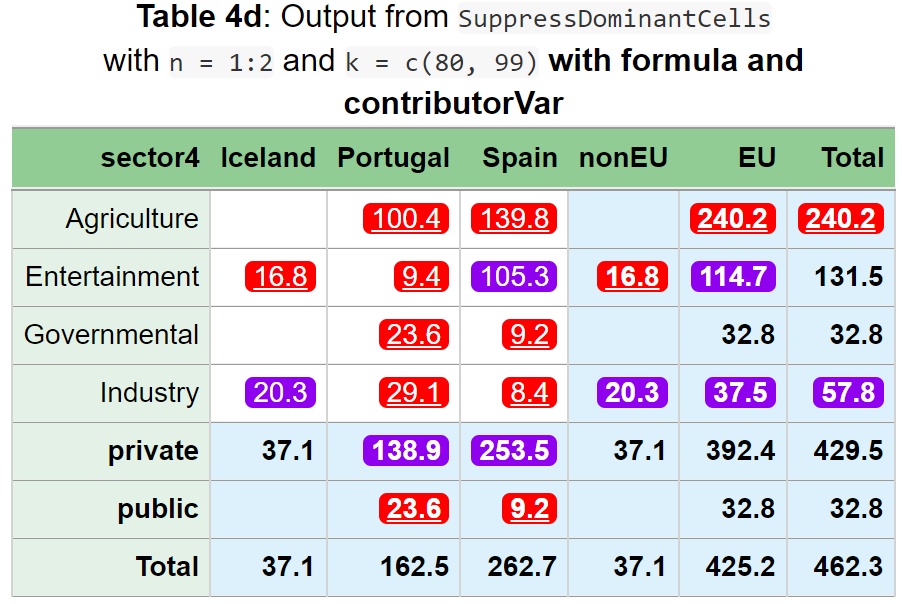 Table 4d: Output from SuppressDominantCells
with n = 1:2 and k = c(80, 99) with formula and
contributorVar
sector4 Iceland Portugal Spain nonEU EU Total
Agriculture 100.4 139.8 240.2 240.2
Entertainment 16.8 9.4 105.3 16.8 114.7 131.5
Governmental 23.6 9.2 32.8 32.8
Industry 20.3 29.1 8.4 20.3 37.5 57.8
private 37.1 138.9 253.5 37.1 392.4 429.5
public 23.6 9.2 32.8 32.8
Total 37.1 162.5 262.7 37.1 425.2 462.3